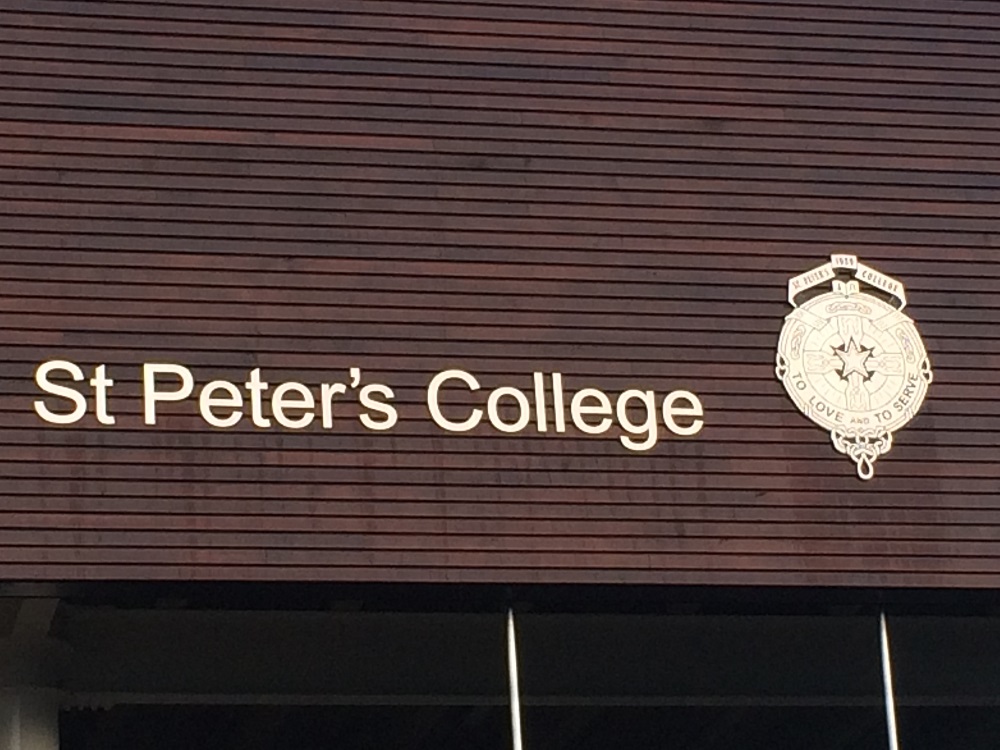 St Peter's College
1939
ST PETER'S COLLEGE
TO LOVE AND TO SERVE